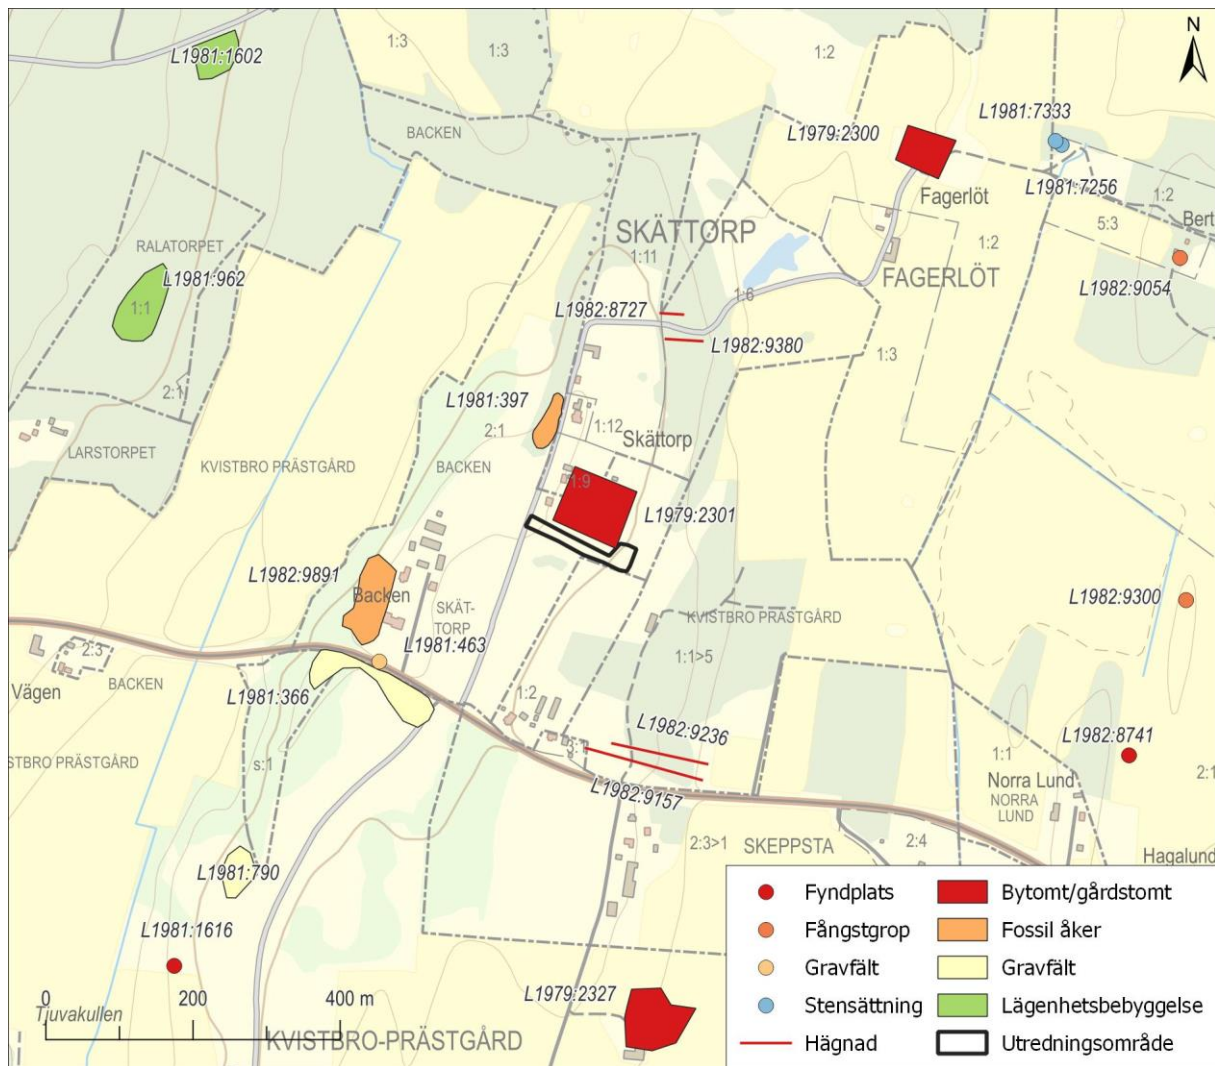 N
L1981:1602
1:3
1:3
1:2
BACKEN
L1981:7333
L1979:2300
L1981:7256
1:2
Fagerlöt
5:3
Bert
SKÄTTORP
1:2
RALATORPET
L1981:962
1:1
1:11
FAGERLÖT
L1982:9054
1:6
L1982:8727
L1982:9380
1:3
L1981:397
2:1
2:1
1:12
Skättorp
LARSTORPET
KVISTBRO PRÄSTGÅRD
BACKEN
1:9
L1979:2301
L1982:9891
Backen
SKÄT-
TORP
L1982:9300
KVISTBRO PRÄSTGÅRD
L1981:463
2:3
1:1>5
Vägen
BACKEN
L1981:366
1:2
L1982:9236
L1982:8741
3:1
STBRO PRÄSTGÅRD
s:1
1:1
2:1
Norra Lund
L1982:9157
NORRA
LUND
2:3>1
SKEPPSTA
2:4
Hagalund
L1981:790
L1981:1616
L1979:2327
0
200
400 m
Tjuvakullen
KVISTBRO-PRÄSTGÅRD
Fyndplats
Fångstgrop
Gravfält
Stensättning
Hägnad
Bytomt/gårdstomt
Fossil åker
Gravfält
Lägenhetsbebyggelse
Utredningsområde